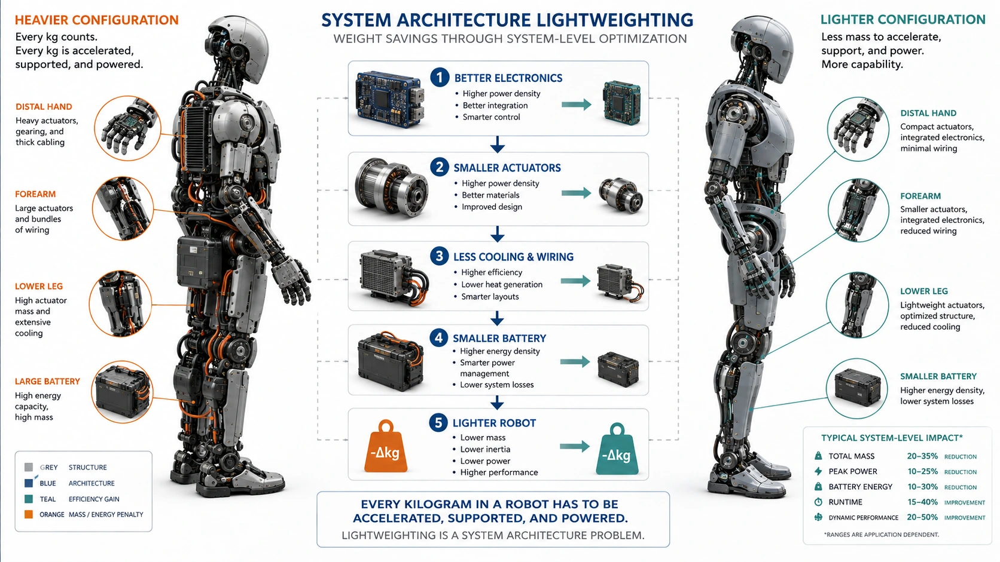 HEAVIER CONFIGURATION
Every kg counts.
Every kg is accelerated,
supported, and powered.
DISTAL HAND
Heavy actuators,
gearing, and
thick cabling
FOREARM
Large actuators
and bundles
of wiring
LOWER LEG
High actuator
mass and
extensive
cooling
LARGE BATTERY
High energy
capacity,
high mass
GREY STRUCTURE
BLUE ARCHITECTURE
TEAL EFFICIENCY GAIN
ORANGE MASS / ENERGY PENALTY
SYSTEM ARCHITECTURE LIGHTWEIGHTING
WEIGHT SAVINGS THROUGH SYSTEM-LEVEL OPTIMIZATION
1 BETTER ELECTRONICS
• Higher power density
• Better integration
• Smarter control
2 SMALLER ACTUATORS
• Higher power density
• Better materials
• Improved design
3 LESS COOLING & WIRING
• Higher efficiency
• Lower heat generation
• Smarter layouts
4 SMALLER BATTERY
• Higher energy density
• Smarter power
management
• Lower system losses
5 LIGHTER ROBOT
• Lower mass
• Lower inertia
• Lower power
• Higher performance
-Δkg
-Δkg
EVERY KILOGRAM IN A ROBOT HAS TO BE
ACCELERATED, SUPPORTED, AND POWERED.
LIGHTWEIGHTING IS A SYSTEM ARCHITECTURE PROBLEM.
LIGHTER CONFIGURATION
Less mass to accelerate,
support, and power.
More capability.
DISTAL HAND
Compact actuators,
integrated electronics,
minimal wiring
FOREARM
Smaller actuators,
integrated electronics,
reduced wiring
LOWER LEG
Lightweight actuators,
optimized structure,
reduced cooling
SMALLER BATTERY
Higher energy density,
lower system losses
TYPICAL SYSTEM-LEVEL IMPACT*
TOTAL MASS 20–35% REDUCTION
PEAK POWER 10–25% REDUCTION
BATTERY ENERGY 10–30% REDUCTION
RUNTIME 15–40% IMPROVEMENT
DYNAMIC PERFORMANCE 20–50% IMPROVEMENT
*RANGES ARE APPLICATION DEPENDENT.